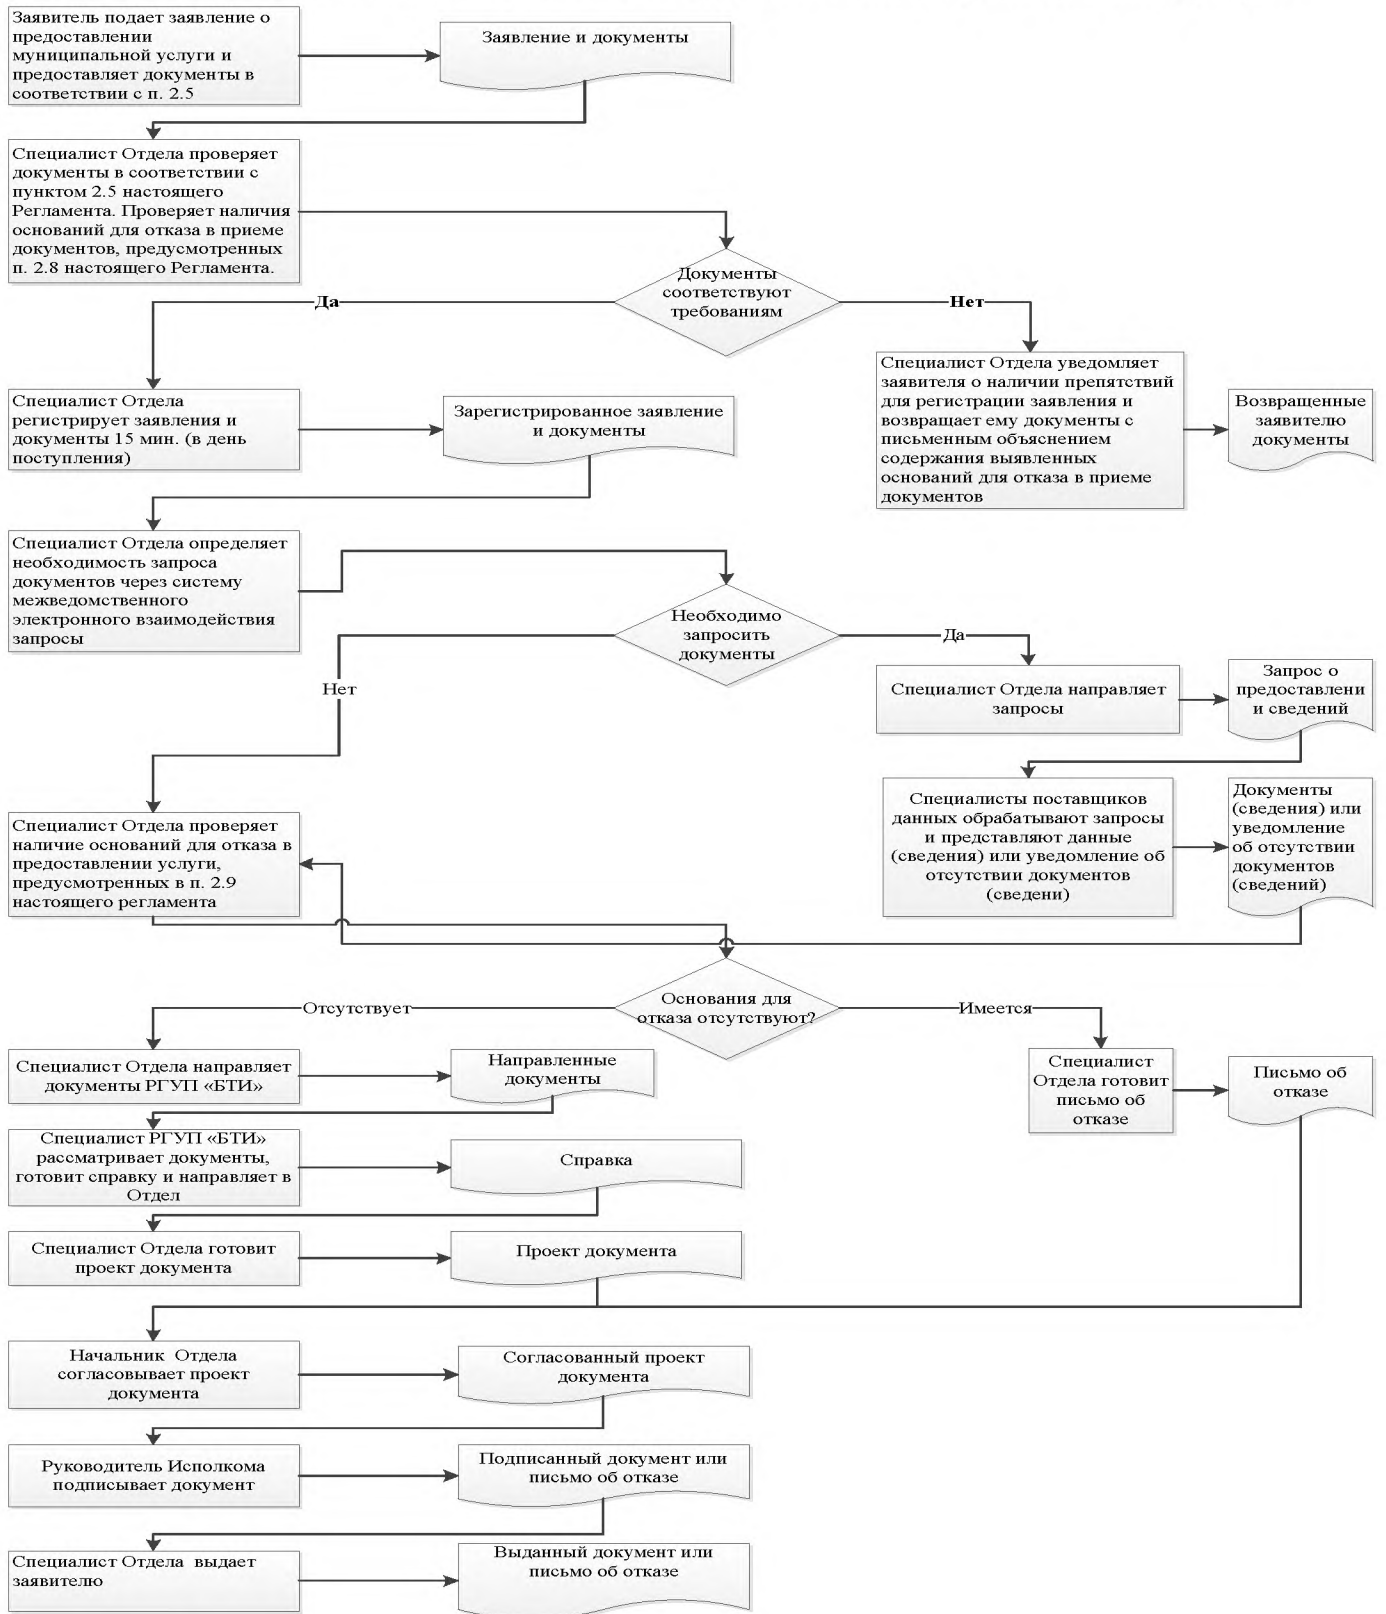 Заявитель подает заявление о
предоставлении
муниципальной услуги и
предоставляет документы в
соответствии с п. 2.5
Заявление и документы
Специалист Отдела проверяет
документы в соответствии с
пунктом 2.5 настоящего
Регламента. Проверяет наличия
оснований для отказа в приеме
документов, предусмотренных
п. 2.8 настоящего Регламента.
Документы
соответствуют
требованиям
Да
Нет
Специалист Отдела
регистрирует заявления и
документы 15 мин. (в день
поступления)
Зарегистрированное заявление
и документы
Специалист Отдела уведомляет
заявителя о наличии препятствий
для регистрации заявления и
возвращает ему документы с
письменным объяснением
содержания выявленных
оснований для отказа в приеме
документов
Возвращенные
заявителю
документы
Специалист Отдела определяет
необходимость запроса
документов через систему
межведомственного
электронного взаимодействия
запросы
Необходимо
запросить
документы
Да
Нет
Специалист Отдела направляет
запросы
Запрос о
предоставлени
и сведений
Специалисты поставщиков
данных обрабатывают запросы
и представляют данные
(сведения) или уведомление об
отсутствии документов
(сведени)
Документы
(сведения) или
уведомление
об отсутствии
документов
(сведений)
Специалист Отдела проверяет
наличие оснований для отказа в
предоставлении услуги,
предусмотренных в п. 2.9
настоящего регламента
Основания для
отказа отсутствуют?
Отсутствует
Имеется
Специалист Отдела направляет
документы РГУП «БТИ»
Направленные
документы
Специалист
Отдела готовит
письмо об
отказе
Письмо об
отказе
Специалист РГУП «БТИ»
рассматривает документы,
готовит справку и направляет в
Отдел
Справка
Специалист Отдела готовит
проект документа
Проект документа
Начальник  Отдела
согласовывает проект
документа
Согласованный проект
документа
Руководитель Исполкома
подписывает документ
Подписанный документ или
письмо об отказе
Специалист Отдела  выдает
заявителю
Выданный документ или
письмо об отказе